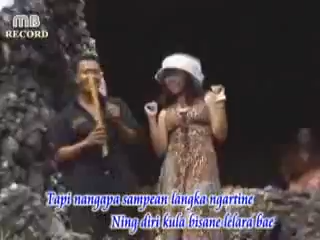 MB
RECORD
Tapi nangapa sampean langka ngartine
Ning diri kula bisane lelara bae